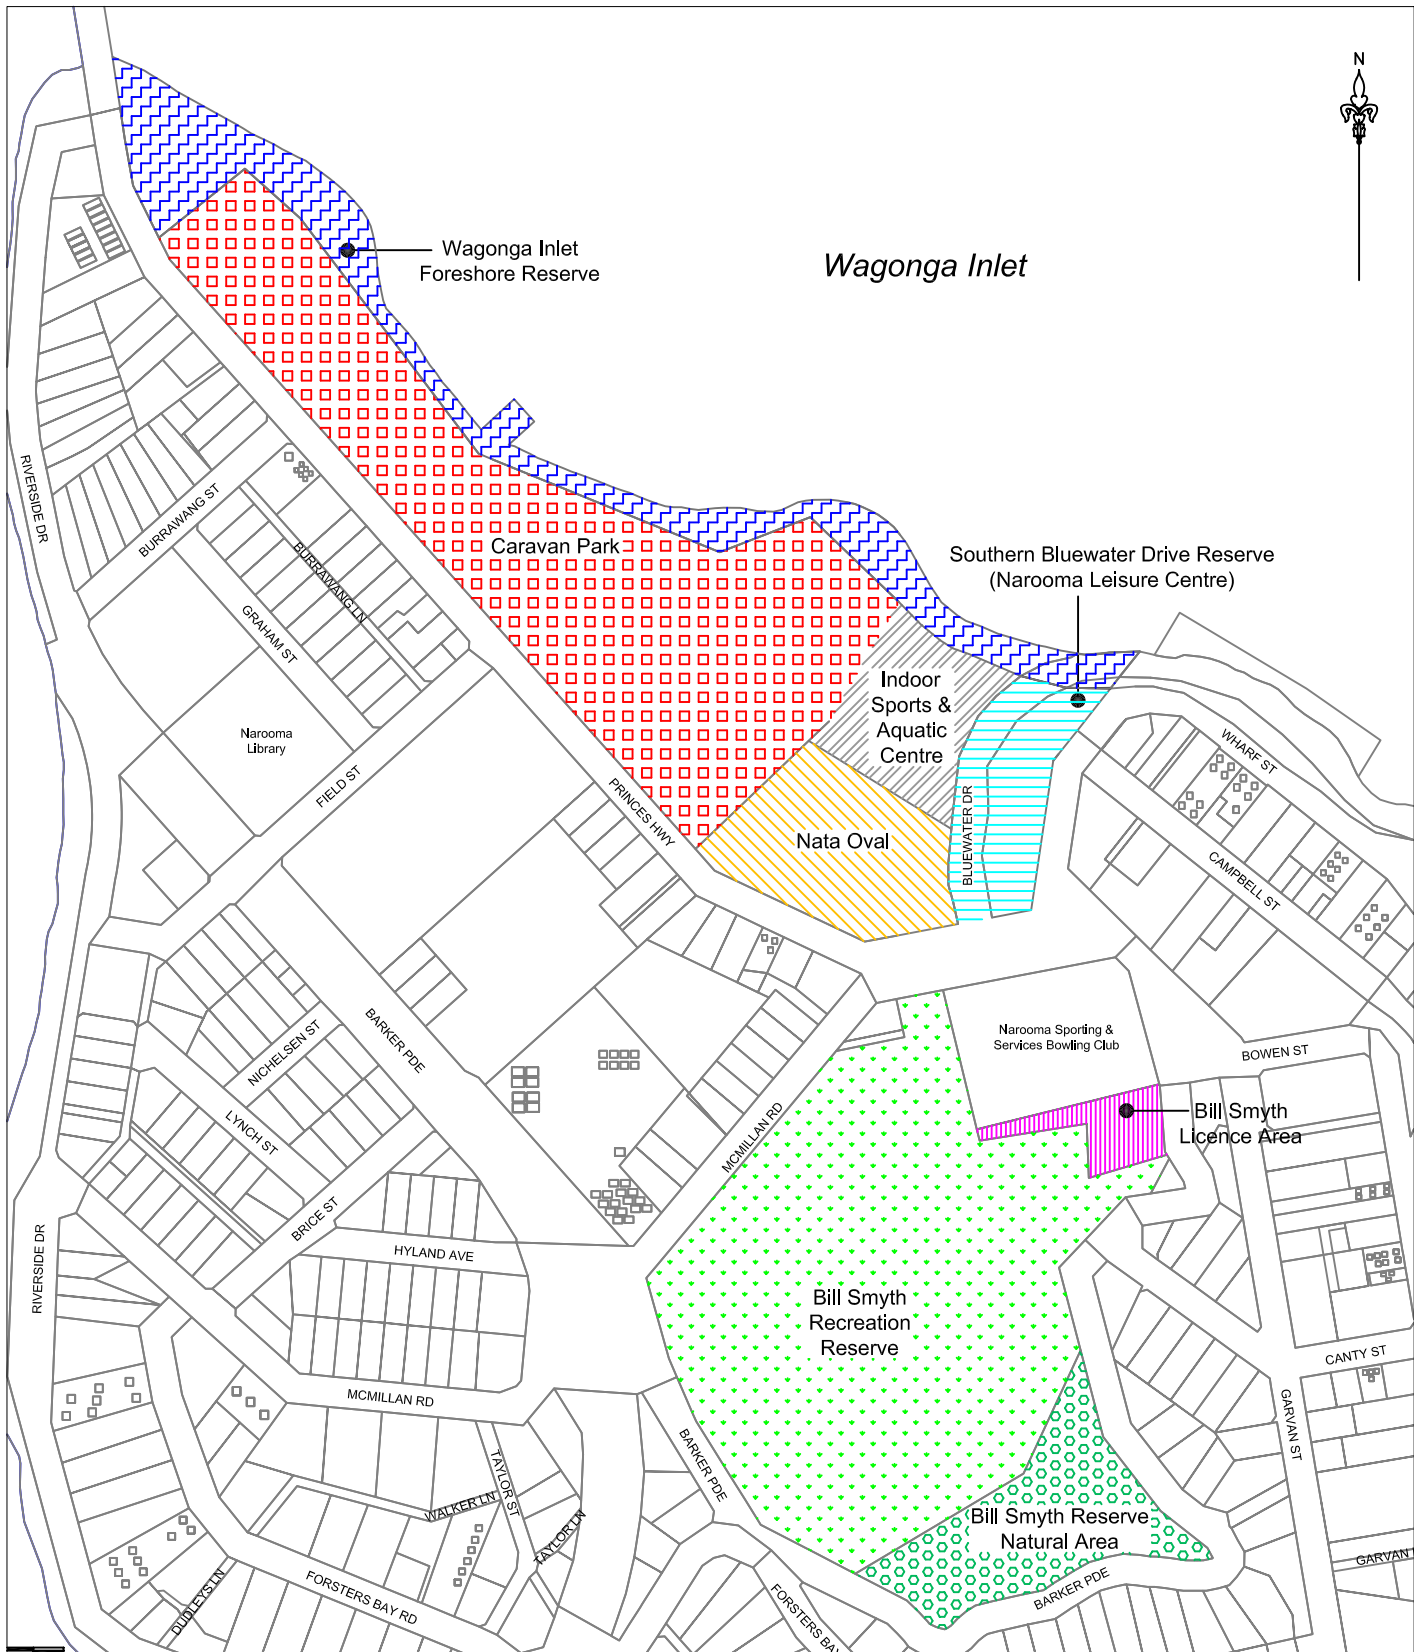 N
Wagonga Inlet
Foreshore Reserve
Wagonga Inlet
RIVERSIDE DR
BURRAWANG ST
BURRAWANG LN
GRAHAM ST
Caravan Park
Southern Bluewater Drive Reserve
(Narooma Leisure Centre)
Indoor
Sports &
Aquatic
Centre
Narooma
Library
FIELD ST
PRINCES HWY
Nata Oval
BLUEWATER DR
WHARF ST
CAMPBELL ST
Narooma Sporting &
Services Bowling Club
BOWEN ST
NICHELSEN ST
BARKER PDE
LYNCH ST
MCMILLAN RD
Bill Smyth
Licence Area
BRICE ST
RIVERSIDE DR
HYLAND AVE
Bill Smyth
Recreation
Reserve
CANTY ST
MCMILLAN RD
GARVAN ST
BARKER PDE
TAYLOR ST
WALKER LN
TAYLOR LN
Bill Smyth Reserve
Natural Area
GARVAN
DUDLEYS LN
FORSTERS BAY RD
FORSTERS BAY
BARKER PDE